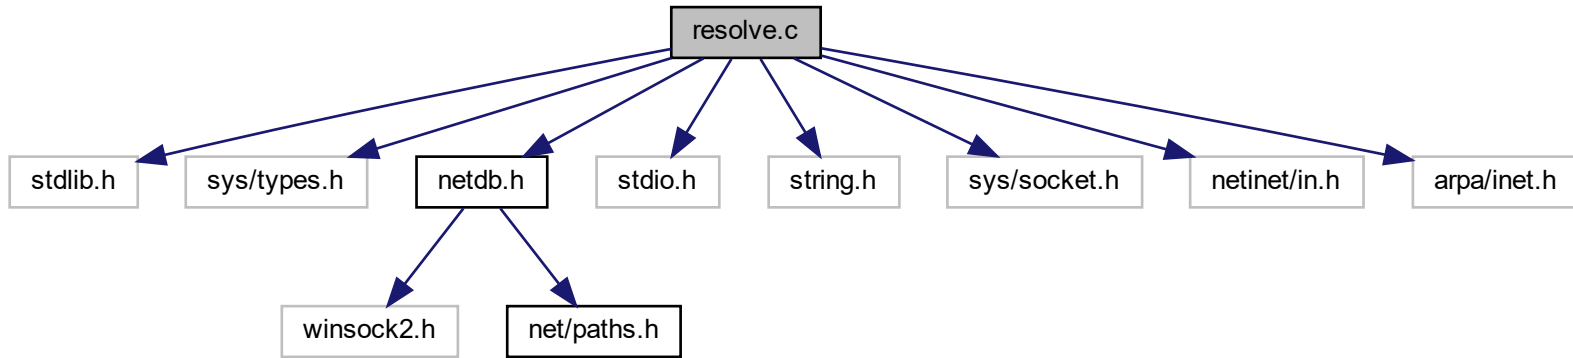 resolve.c
stdlib.h
sys/types.h
netdb.h
stdio.h
string.h
sys/socket.h
netinet/in.h
arpa/inet.h
winsock2.h
net/paths.h